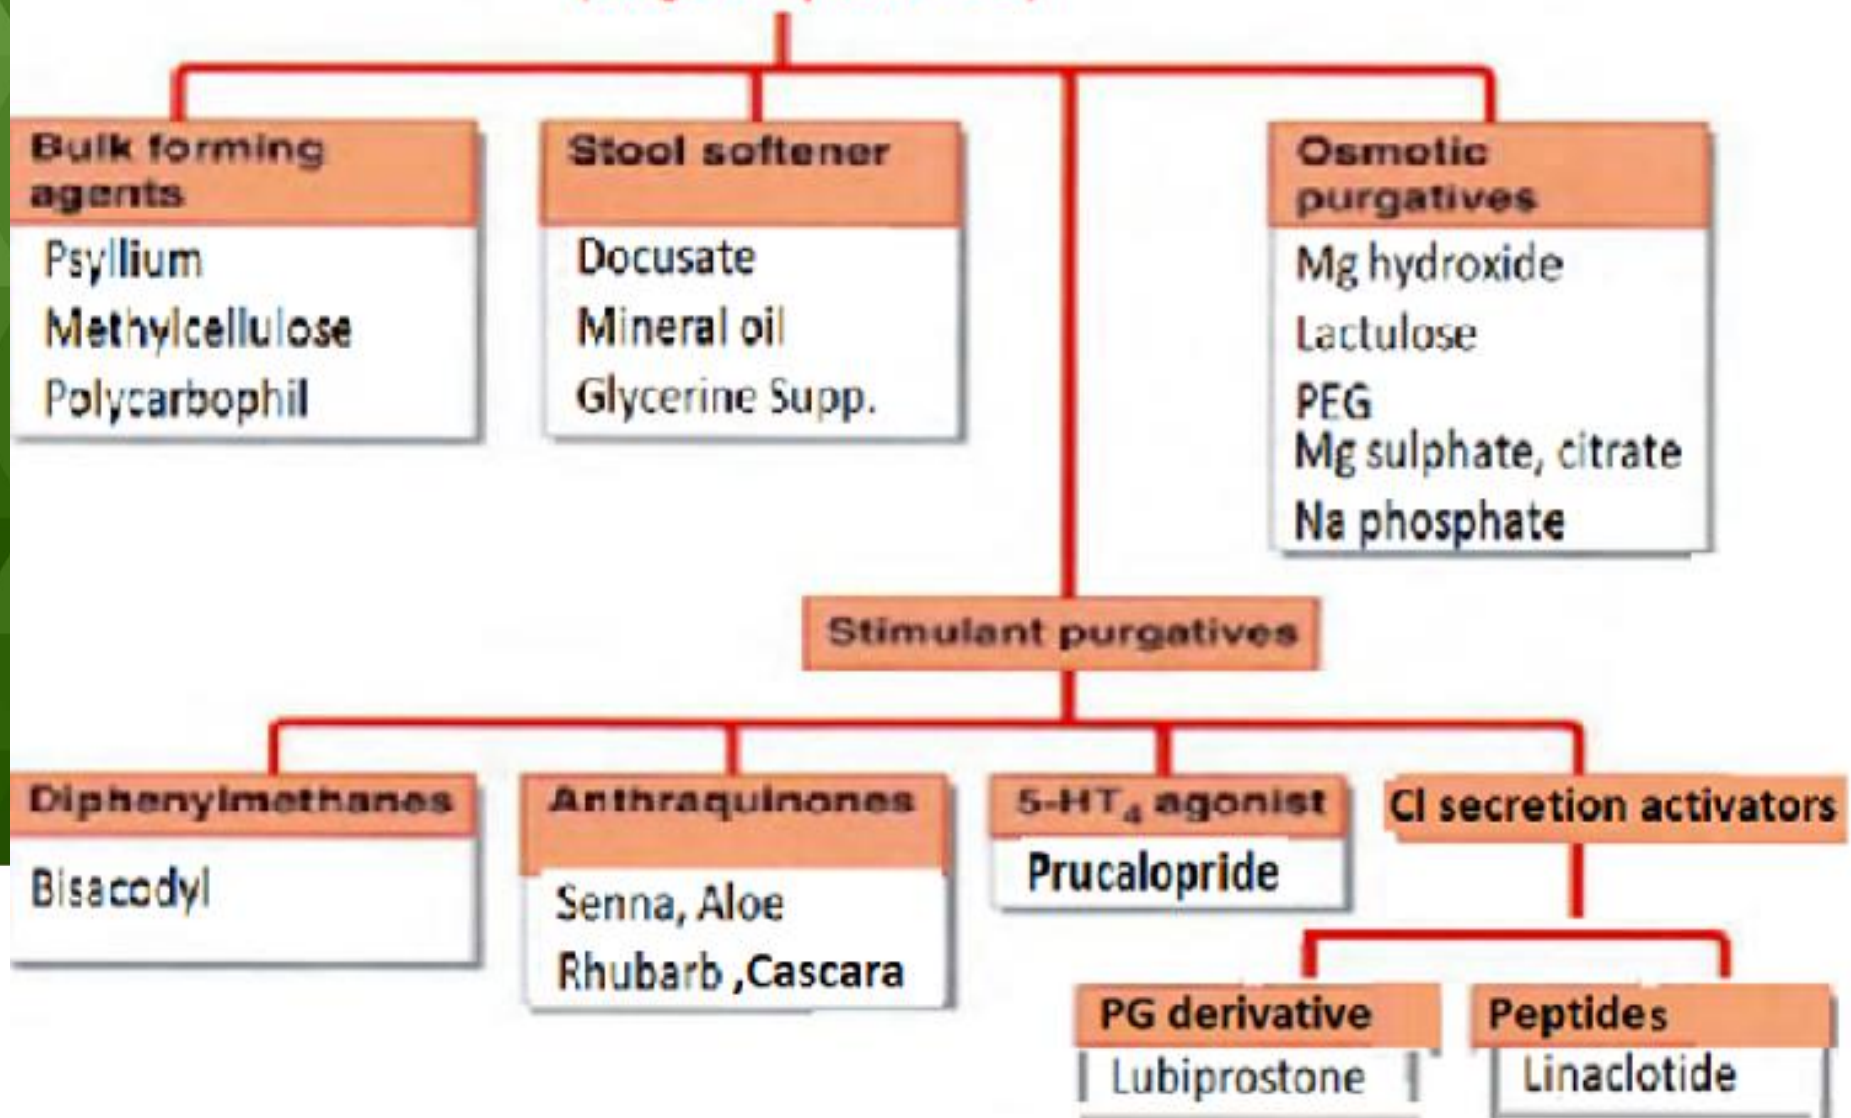 Bulk forming
agents
Psyllium
Methylcellulose
Polycarbophil
Stool softener
Docusate
Mineral oil
Glycerine Supp.
Osmotic
purgatives
Mg hydroxide
Lactulose
PEG
Mg sulphate, citrate
Na phosphate
Stimulant purgatives
Diphenylmethanes
Bisacodyl
Anthraquinones
Senna, Aloe
Rhubarb ,Cascara
5-HT₄ agonist
Prucalopride
Cl secretion activators
PG derivative
Lubiprostone
Peptides
Linaclotide